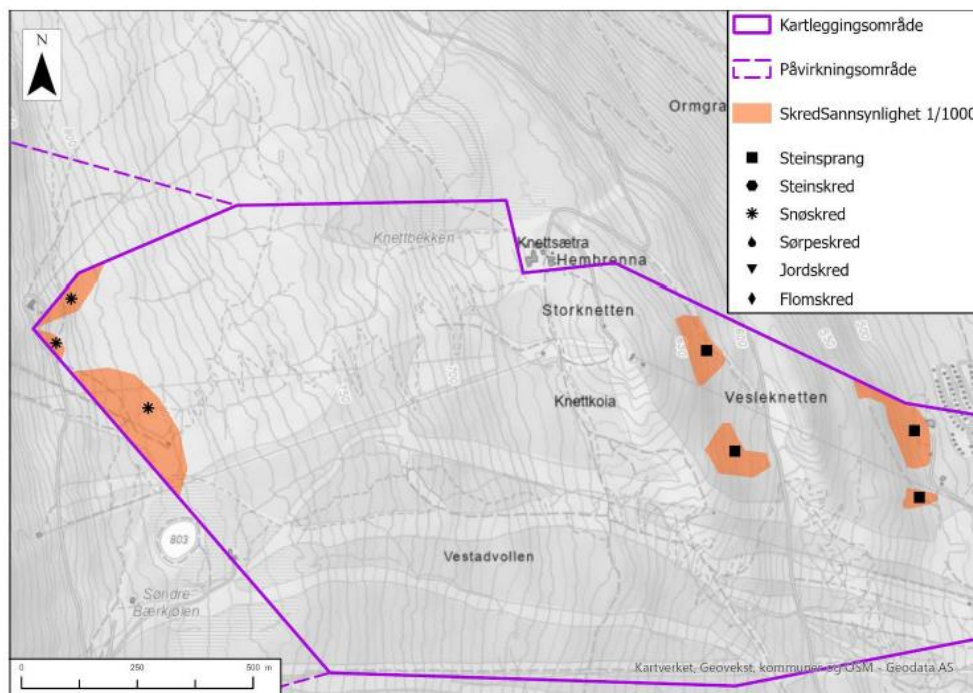 N
Kartleggingsområde
Påvirkningsområde
SkredSannsynlighet 1/1000
Steinsprang
Steinskred
Snøskred
Sørpeskred
Jordskred
Flomskred
Ormgra
Knettbekken
Knettsætra
Hembrenna
Storknetten
Knettkoia
Vesleknetten
803
Vestadvollen
Søndre
Bærkjølen
0 250 500 m
Kartverket, Geovekst, kommuner og OSM - Geodata AS